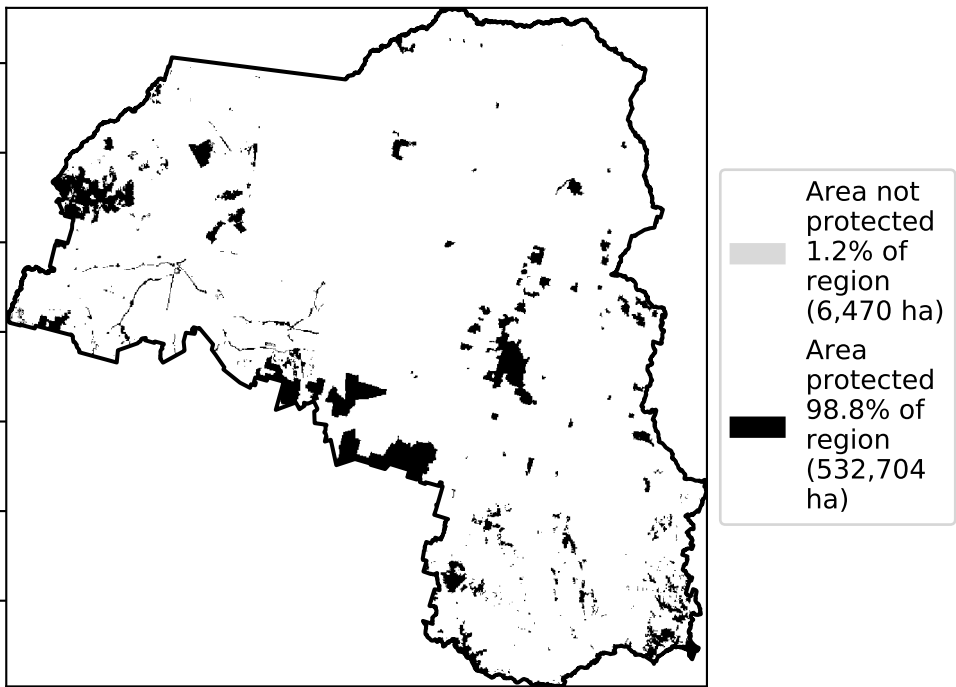 Area not
protected
1.2% of
region
(6,470 ha)
Area
protected
98.8% of
region
(532,704
ha)